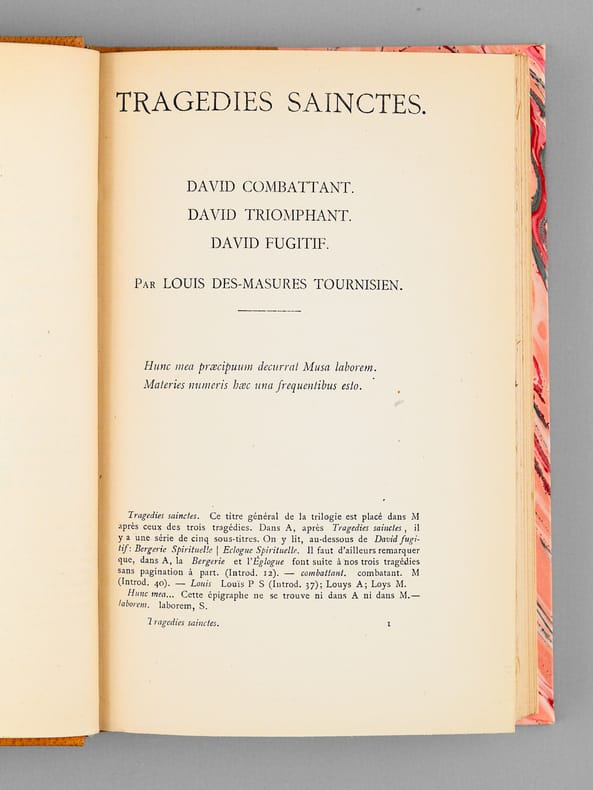 TRAGEDIES SAINCTES.
DAVID COMBATTANT.
DAVID TRIOMPHANT.
DAVID FUGITIF.
PAR LOUIS DES-MASURES TOURNISIEN.
Hunc mea præcipuum decurrat Musa laborem.
Materies numeris hæc una frequentibus esto.
Tragedies sainctes. Ce titre général de la trilogie est placé dans M
après ceux des trois tragédies. Dans A, après Tragedies sainctes, il
y a une série de cinq sous-titres. On y lit, au-dessous de David fugi-
tif: Bergerie Spirituelle | Eclogue Spirituelle. Il faut d'ailleurs remarquer
que, dans A, la Bergerie et l'Églogue font suite à nos trois tragédies
sans pagination à part. (Introd. 12). — combattant. combatant. M
(Introd. 40). — Louis Louïs P S (Introd. 37); Louys A; Loys M.
Hunc mea... Cette épigraphe ne se trouve ni dans A ni dans M.—
laborem. laborem, S.
Tragedies sainctes. 1